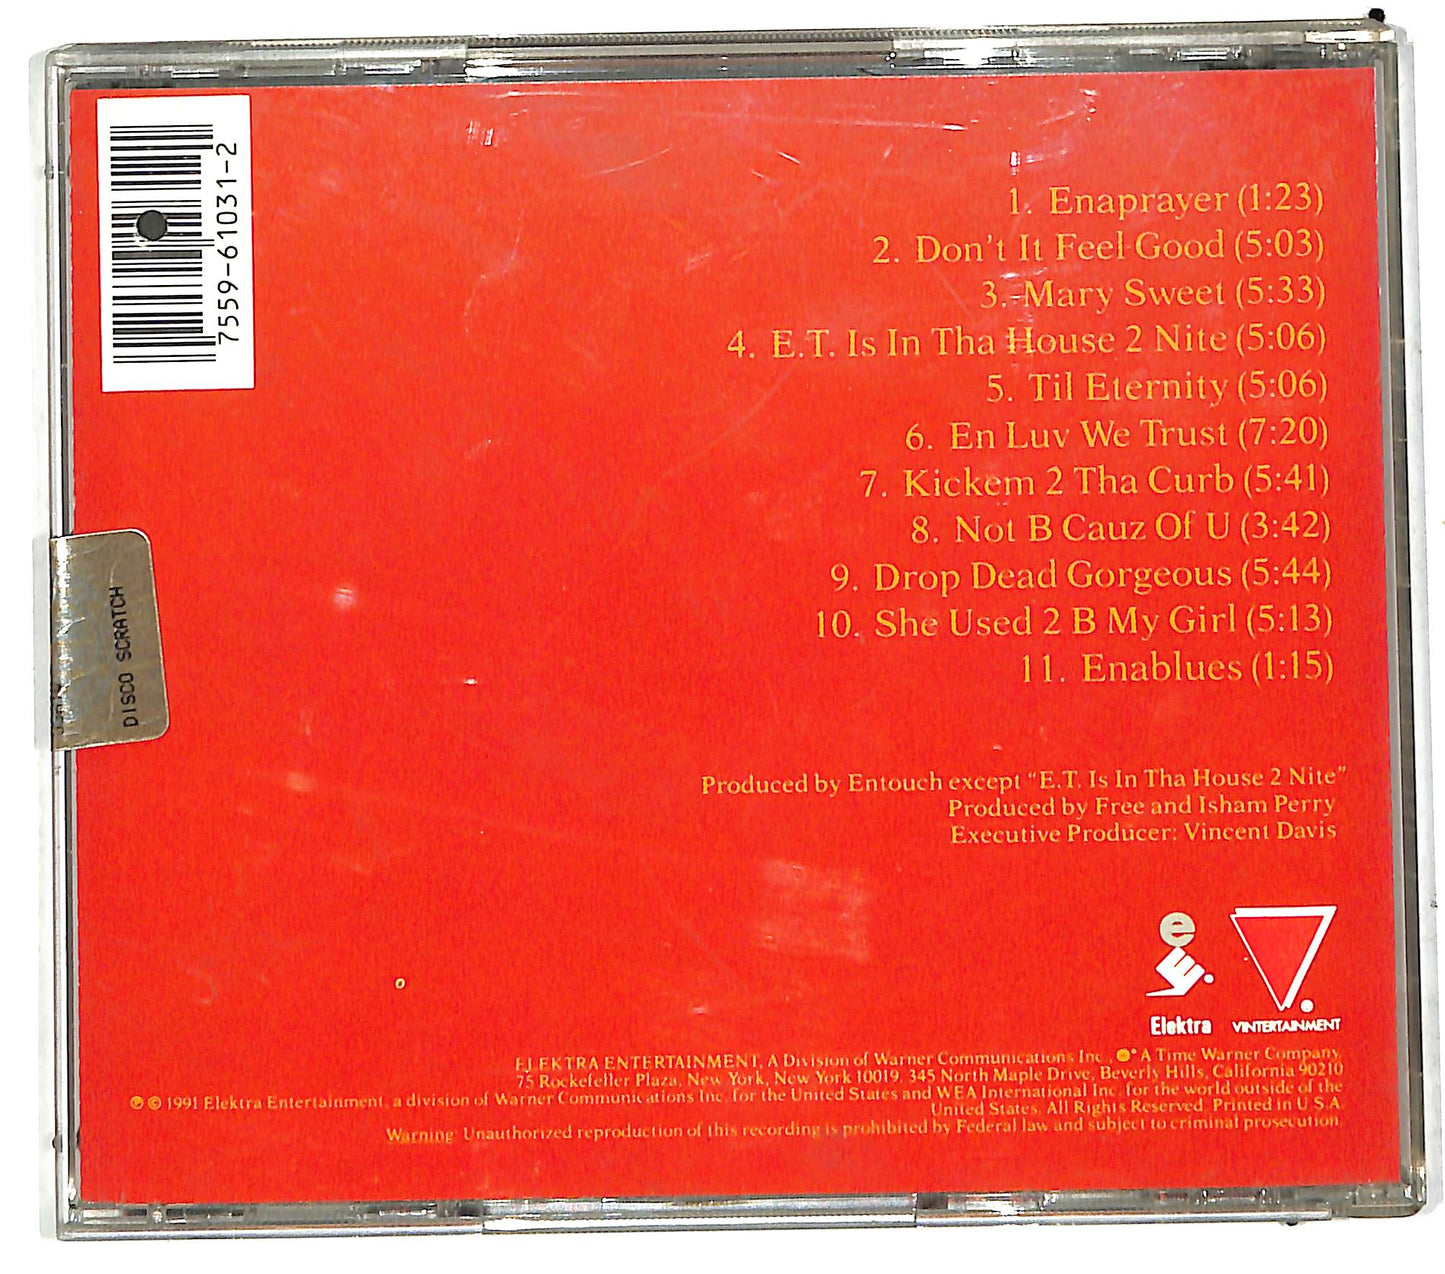 7559-61031-2
1. Enaprayer (1:23)
2. Don't It Feel Good (5:03)
3. Mary Sweet (5:33)
4. E.T. Is In Tha House 2 Nite (5:06)
5. Til Eternity (5:06)
6. En Luv We Trust (7:20)
7. Kickem 2 Tha Curb (5:41)
8. Not B Cauz Of U (3:42)
9. Drop Dead Gorgeous (5:44)
10. She Used 2 B My Girl (5:13)
11. Enablues (1:15)
DISCO SCRATCH
Produced by Entouch except "E.T. Is In Tha House 2 Nite"
Produced by Free and Isham Perry
Executive Producer: Vincent Davis
e
Elektra
VINTERTAINMENT
ELEKTRA ENTERTAINMENT, A Division of Warner Communications Inc., A Time Warner Company.
75 Rockefeller Plaza, New York, New York 10019. 345 North Maple Drive, Beverly Hills, California 90210
℗ © 1991 Elektra Entertainment, a division of Warner Communications Inc. for the United States and WEA International Inc. for the world outside of the
United States. All Rights Reserved. Printed in U.S.A.
Warning: Unauthorized reproduction of this recording is prohibited by Federal law and subject to criminal prosecution.